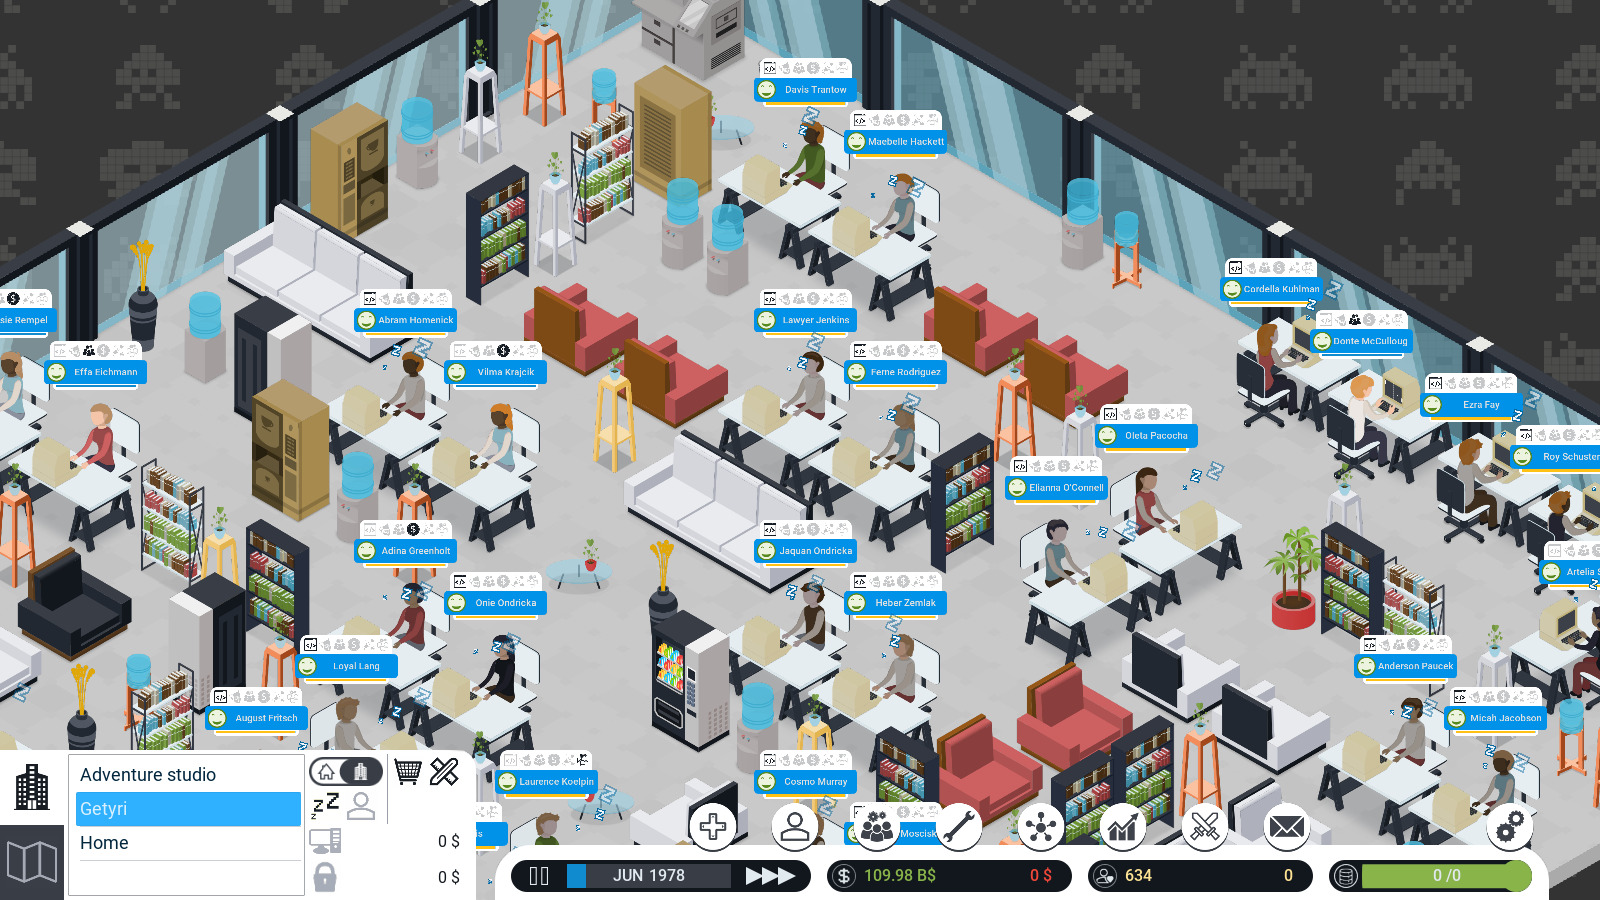 Davis Trantow
Maebelle Hackett
Cordella Kuhlman
sie Rempel
Abram Homenick
Lawyer Jenkins
Donte McCulloug
Effa Eichmann
Vilma Krajcik
Ferne Rodriguez
Ezra Fay
Oleta Pacocha
Roy Schuster
Elianna O'Connell
Adina Greenholt
Jaquan Ondricka
Artelia S
Onie Ondricka
Heber Zemlak
Loyal Lang
Anderson Paucek
August Fritsch
Micah Jacobson
Laurence Koelpin
Cosmo Murray
is
Moscisk
Adventure studio
Getyri
Home
0 $
0 $
JUN 1978
109.98 B$
0 $
634
0
0 /0